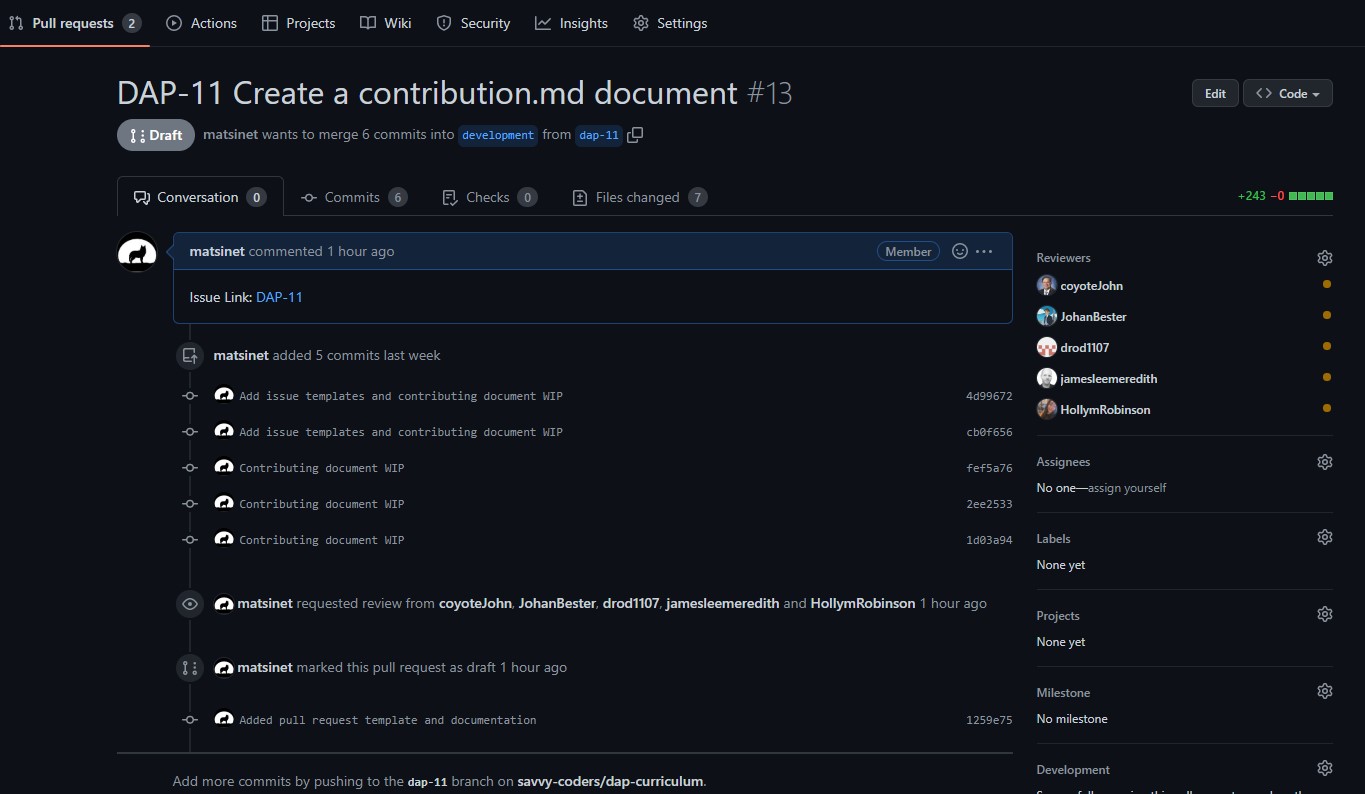 Pull requests 2 Actions Projects Wiki Security Insights Settings
DAP-11 Create a contribution.md document #13
Edit <> Code
Draft matsinet wants to merge 6 commits into development from dap-11
Conversation 0 Commits 6 Checks 0 Files changed 7 +243 −0
matsinet commented 1 hour ago Member ...
Issue Link: DAP-11
matsinet added 5 commits last week
Add issue templates and contributing document WIP 4d99672
Add issue templates and contributing document WIP cb0f656
Contributing document WIP fef5a76
Contributing document WIP 2ee2533
Contributing document WIP 1d03a94
matsinet requested review from coyoteJohn, JohanBester, drod1107, jamesleemeredith and HollymRobinson 1 hour ago
matsinet marked this pull request as draft 1 hour ago
Added pull request template and documentation 1259e75
Add more commits by pushing to the dap-11 branch on savvy-coders/dap-curriculum.
Reviewers
coyoteJohn
JohanBester
drod1107
jamesleemeredith
HollymRobinson
Assignees
No one—assign yourself
Labels
None yet
Projects
None yet
Milestone
No milestone
Development